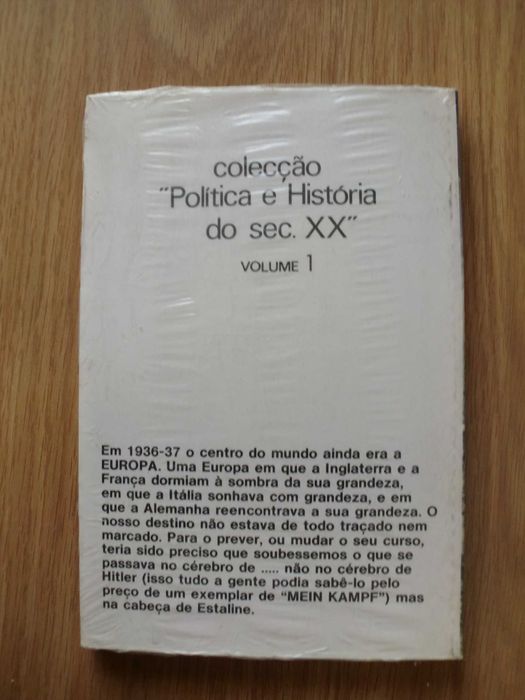 colecção
"Política e História
do sec. XX"
VOLUME 1
Em 1936-37 o centro do mundo ainda era a
EUROPA. Uma Europa em que a Inglaterra e a
França dormiam à sombra da sua grandeza,
em que a Itália sonhava com grandeza, e em
que a Alemanha reencontrava a sua grandeza. O
nosso destino não estava de todo traçado nem
marcado. Para o prever, ou mudar o seu curso,
teria sido preciso que soubessemos o que se
passava no cérebro de ..... não no cérebro de
Hitler (isso tudo a gente podia sabê-lo pelo
preço de um exemplar de "MEIN KAMPF") mas
na cabeça de Estaline.